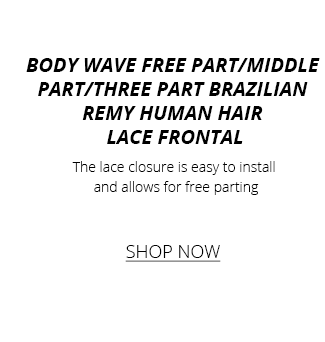 BODY WAVE FREE PART/MIDDLE
PART/THREE PART BRAZILIAN
REMY HUMAN HAIR
LACE FRONTAL
The lace closure is easy to install
and allows for free parting
SHOP NOW